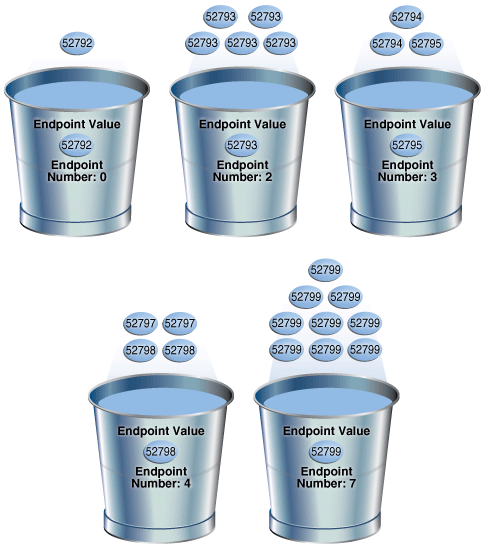 52792
52793 52793
52793 52793 52793
52794
52794 52795
Endpoint Value
52792
Endpoint
Number: 0
Endpoint Value
52793
Endpoint
Number: 2
Endpoint Value
52795
Endpoint
Number: 3
52797 52797
52798 52798
52799
52799 52799
52799 52799 52799
52799 52799 52799
Endpoint Value
52798
Endpoint
Number: 4
Endpoint Value
52799
Endpoint
Number: 7